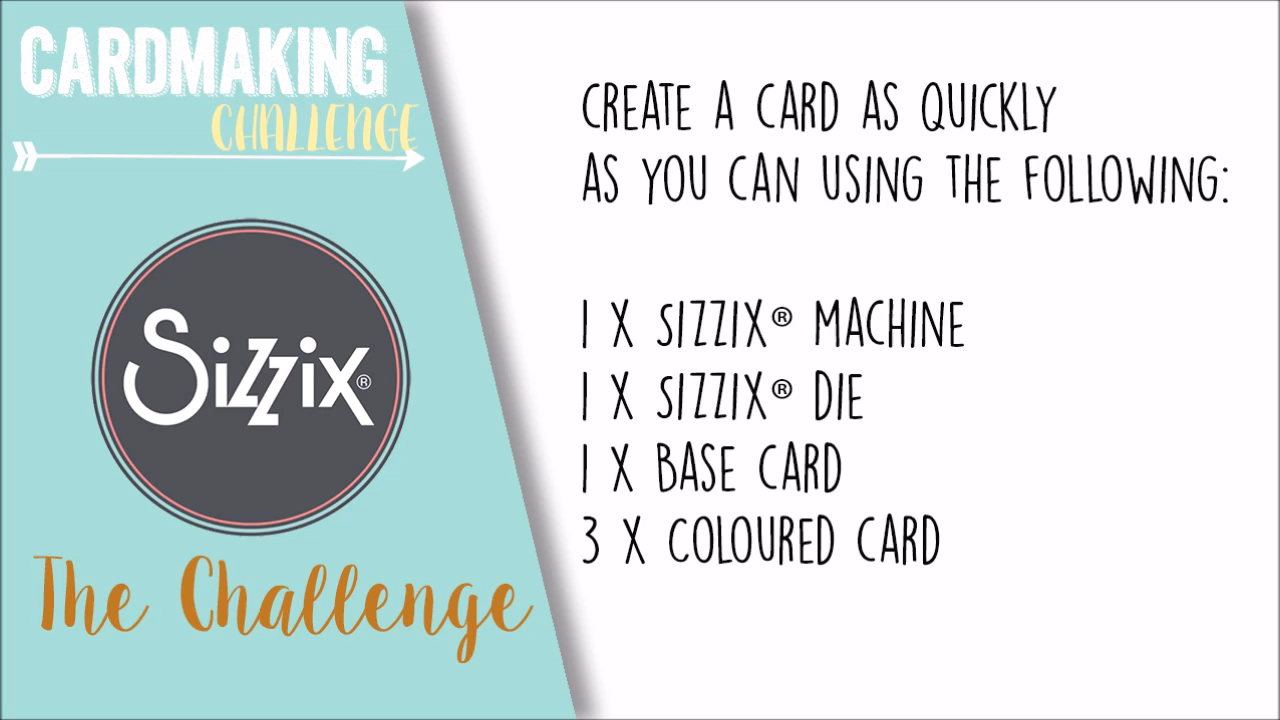 CARDMAKING
CHALLENGE
Sizzix®
The Challenge
CREATE A CARD AS QUICKLY
AS YOU CAN USING THE FOLLOWING:
1 X SIZZIX® MACHINE
1 X SIZZIX® DIE
1 X BASE CARD
3 X COLOURED CARD